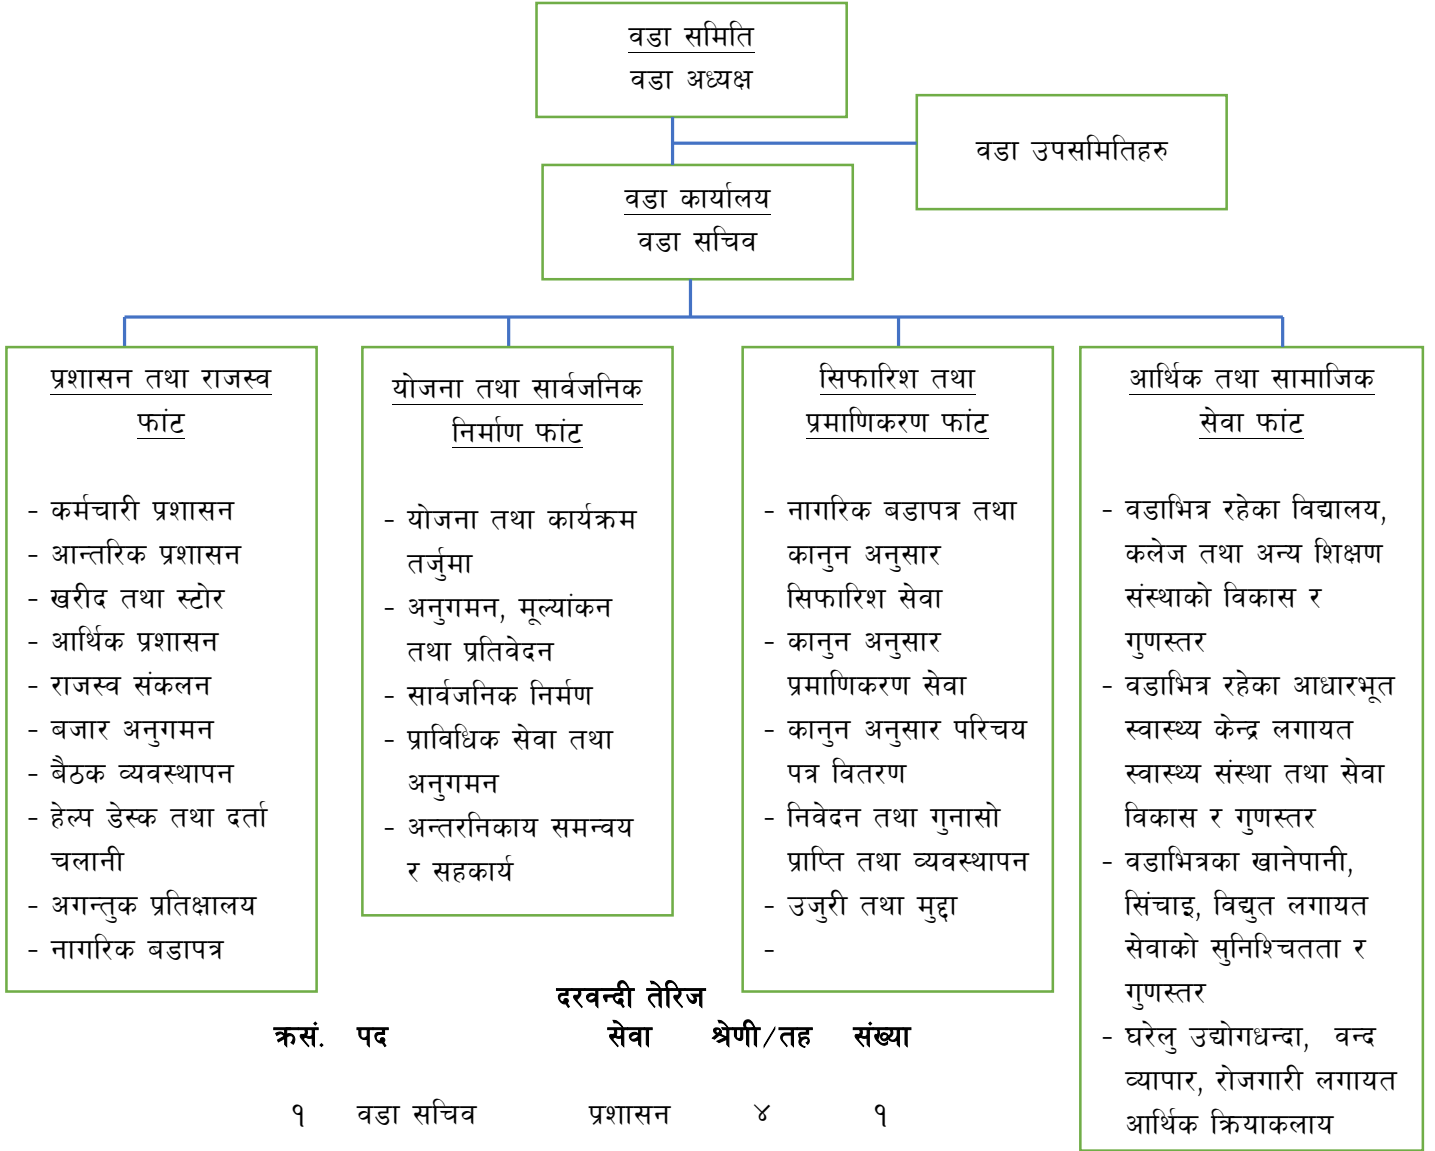 वडा समिति
वडा अध्यक्ष
वडा उपसमितिहरु
वडा कार्यालय
वडा सचिव
प्रशासन तथा राजस्व
फांट
- कर्मचारी प्रशासन
- आन्तरिक प्रशासन
- खरीद तथा स्टोर
- आर्थिक प्रशासन
- राजस्व संकलन
- बजार अनुगमन
- बैठक व्यवस्थापन
- हेल्प डेस्क तथा दर्ता
चलानी
- अगन्तुक प्रतिक्षालय
- नागरिक बडापत्र
योजना तथा सार्वजनिक
निर्माण फांट
- योजना तथा कार्यक्रम
तर्जुमा
- अनुगमन, मूल्यांकन
तथा प्रतिवेदन
- सार्वजनिक निर्मण
- प्राविधिक सेवा तथा
अनुगमन
- अन्तरनिकाय समन्वय
र सहकार्य
सिफारिश तथा
प्रमाणिकरण फांट
- नागरिक बडापत्र तथा
कानुन अनुसार
सिफारिश सेवा
- कानुन अनुसार
प्रमाणिकरण सेवा
- कानुन अनुसार परिचय
पत्र वितरण
- निवेदन तथा गुनासो
प्राप्ति तथा व्यवस्थापन
- उजुरी तथा मुद्दा
-
आर्थिक तथा सामाजिक
सेवा फांट
- वडाभित्र रहेका विद्यालय,
कलेज तथा अन्य शिक्षण
संस्थाको विकास र
गुणस्तर
- वडाभित्र रहेका आधारभूत
स्वास्थ्य केन्द्र लगायत
स्वास्थ्य संस्था तथा सेवा
विकास र गुणस्तर
- वडाभित्रका खानेपानी,
सिंचाइ, विद्युत लगायत
सेवाको सुनिश्चितता र
गुणस्तर
- घरेलु उद्योगधन्दा, वन्द
व्यापार, रोजगारी लगायत
आर्थिक क्रियाकलाय
दरवन्दी तेरिज
क्रसं. पद सेवा श्रेणी/तह संख्या
१ वडा सचिव प्रशासन ४ १